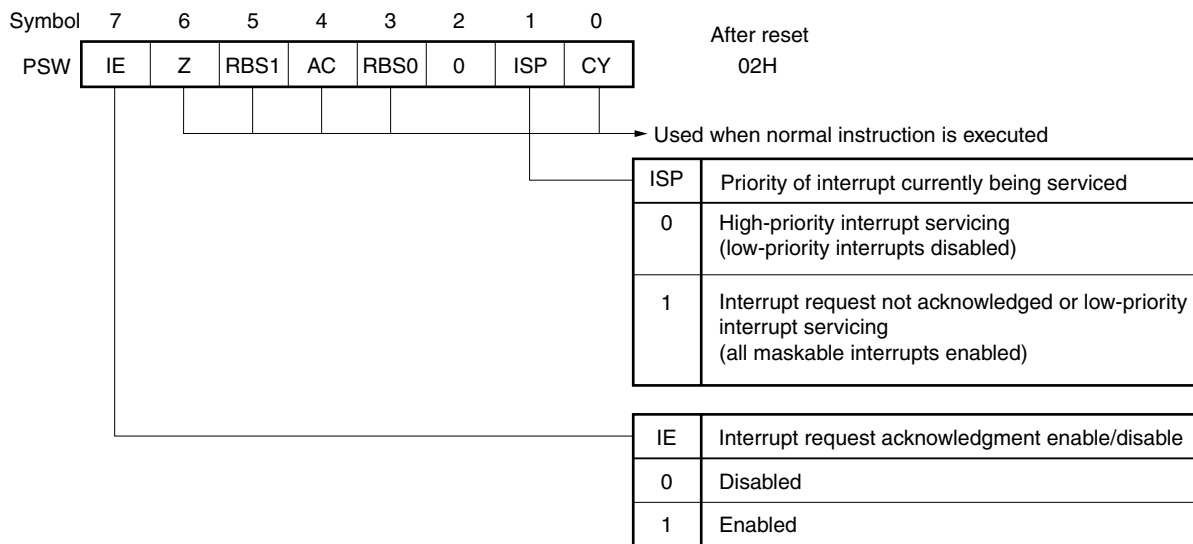 Symbol 7 6 5 4 3 2 1 0
After reset
PSW IE Z RBS1 AC RBS0 0 ISP CY 02H
Used when normal instruction is executed
ISP Priority of interrupt currently being serviced
0 High-priority interrupt servicing
(low-priority interrupts disabled)
1 Interrupt request not acknowledged or low-priority
interrupt servicing
(all maskable interrupts enabled)
IE Interrupt request acknowledgment enable/disable
0 Disabled
1 Enabled